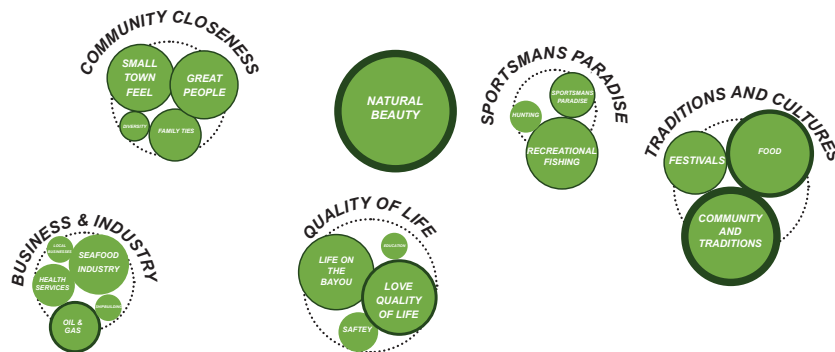 COMMUNITY CLOSENESS
SMALL
TOWN
FEEL
GREAT
PEOPLE
DIVERSITY
FAMILY TIES
NATURAL
BEAUTY
SPORTSMANS PARADISE
SPORTSMANS
PARADISE
HUNTING
RECREATIONAL
FISHING
TRADITIONS AND CULTURES
FESTIVALS
FOOD
COMMUNITY
AND
TRADITIONS
BUSINESS & INDUSTRY
LOCAL
BUSINESSES
SEAFOOD
INDUSTRY
HEALTH
SERVICES
SHIPBUILDING
OIL &
GAS
QUALITY OF LIFE
EDUCATION
LIFE ON
THE
BAYOU
LOVE
QUALITY
OF LIFE
SAFTEY